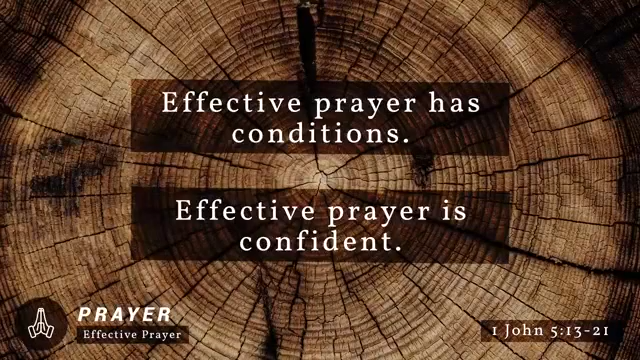 Effective prayer has
conditions.
Effective prayer is
confident.
PRAYER
Effective Prayer
1 John 5:13-21